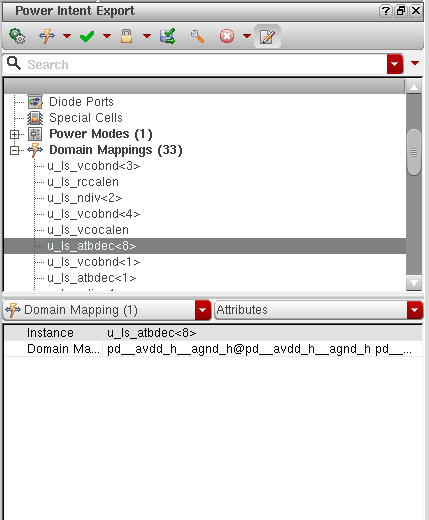 Power Intent Export
Search
Diode Ports
Special Cells
Power Modes (1)
Domain Mappings (33)
u_ls_vcobnd<3>
u_ls_rccalen
u_ls_ndiv<2>
u_ls_vcobnd<4>
u_ls_vcocalen
u_ls_atbdec<8>
u_ls_vcobnd<1>
u_ls_atbdec<1>
Domain Mapping (1) Attributes
Instance u_ls_atbdec<8>
Domain Ma... pd__avdd_h__agnd_h@pd__avdd_h__agnd_h pd__...